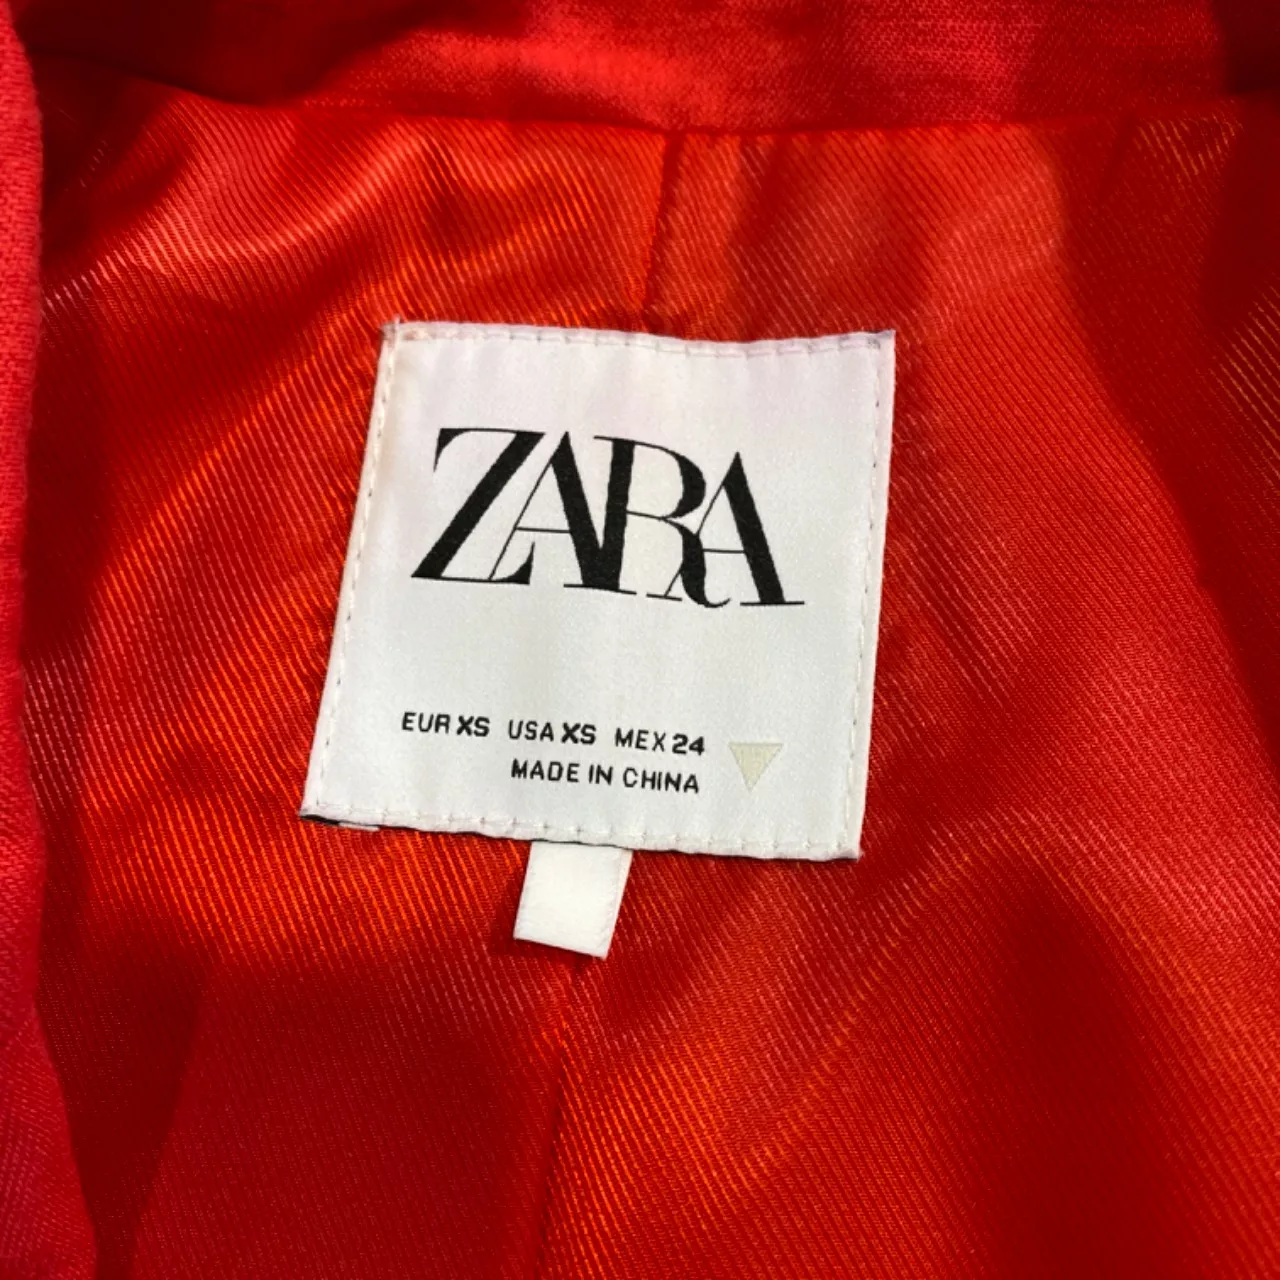 ZARA
EUR XS USA XS MEX 24
MADE IN CHINA